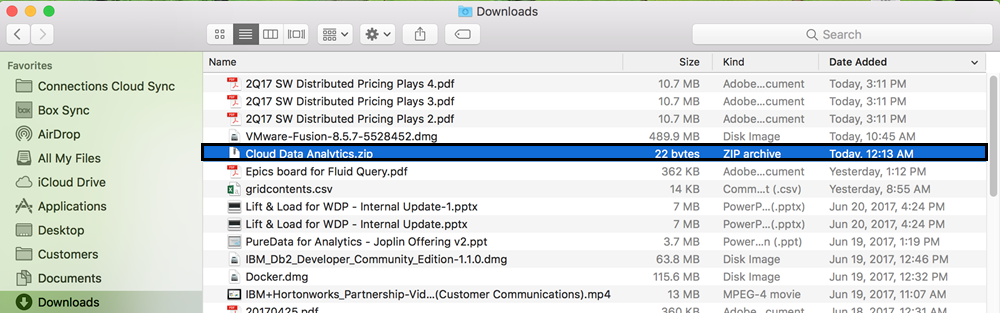 Downloads
Search
Favorites
Connections Cloud Sync
Box Sync
AirDrop
All My Files
iCloud Drive
Applications
Desktop
Customers
Documents
Downloads
Name Size Kind Date Added
2Q17 SW Distributed Pricing Plays 4.pdf 10.7 MB Adobe...cument Today, 3:11 PM
2Q17 SW Distributed Pricing Plays 3.pdf 10.7 MB Adobe...cument Today, 3:11 PM
2Q17 SW Distributed Pricing Plays 2.pdf 10.7 MB Adobe...cument Today, 3:11 PM
VMware-Fusion-8.5.7-5528452.dmg 489.9 MB Disk Image Today, 10:45 AM
Cloud Data Analytics.zip 22 bytes ZIP archive Today, 12:13 AM
Epics board for Fluid Query.pdf 362 KB Adobe...cument Yesterday, 1:12 PM
gridcontents.csv 14 KB Comm...t (.csv) Yesterday, 8:55 AM
Lift & Load for WDP - Internal Update-1.pptx 7 MB PowerP...(.pptx) Jun 20, 2017, 4:24 PM
Lift & Load for WDP - Internal Update.pptx 7 MB PowerP...(.pptx) Jun 20, 2017, 4:24 PM
PureData for Analytics - Joplin Offering v2.ppt 3.7 MB Power...n (.ppt) Jun 19, 2017, 1:19 PM
IBM_Db2_Developer_Community_Edition-1.1.0.dmg 63.8 MB Disk Image Jun 19, 2017, 12:46 PM
Docker.dmg 115.6 MB Disk Image Jun 19, 2017, 12:32 PM
IBM+Hortonworks_Partnership-Vid...(Customer Communications).mp4 13 MB MPEG-4 movie Jun 19, 2017, 11:07 AM
20170425.pdf 360 KB Adobe...cument Jun 18, 2017, 12:31 AM